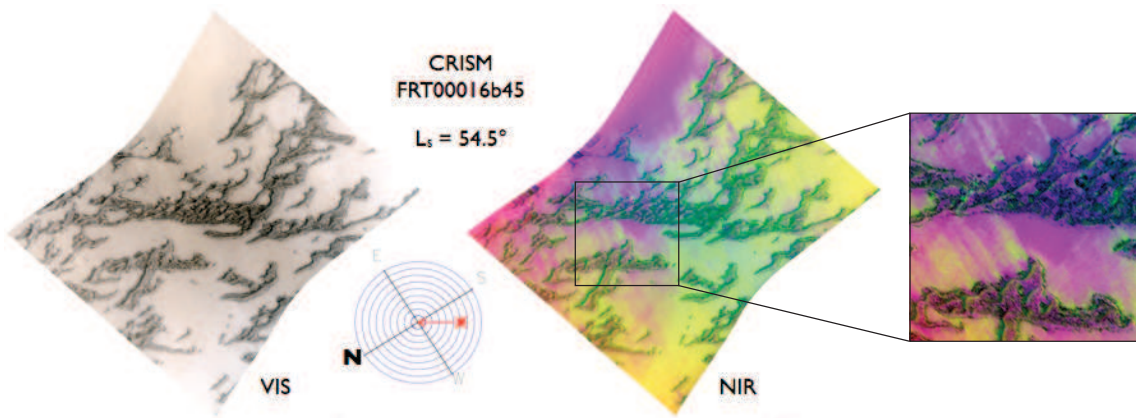 CRISM
FRT00016b45
Ls = 54.5°
E
S
N
W
VIS
NIR